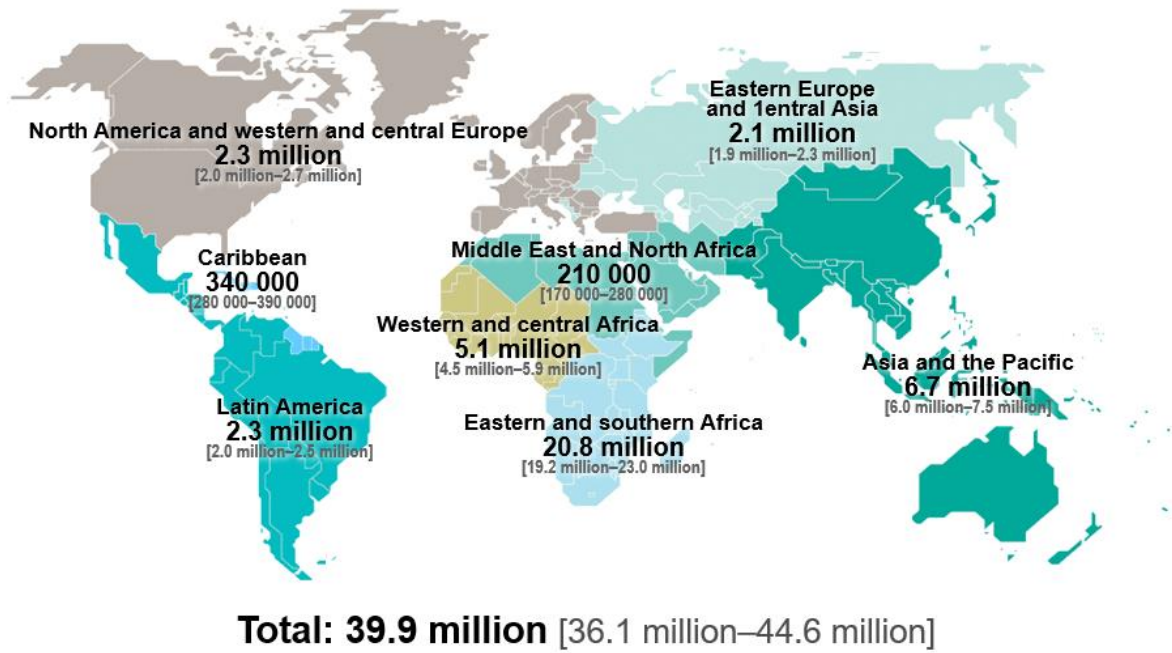 Eastern Europe
and 1entral Asia
2.1 million
[1.9 million–2.3 million]
North America and western and central Europe
2.3 million
[2.0 million–2.7 million]
Middle East and North Africa
210 000
[170 000–280 000]
Caribbean
340 000
[280 000–390 000]
Western and central Africa
5.1 million
[4.5 million–5.9 million]
Asia and the Pacific
6.7 million
[6.0 million–7.5 million]
Latin America
2.3 million
[2.0 million–2.5 million]
Eastern and southern Africa
20.8 million
[19.2 million–23.0 million]
Total: 39.9 million [36.1 million–44.6 million]